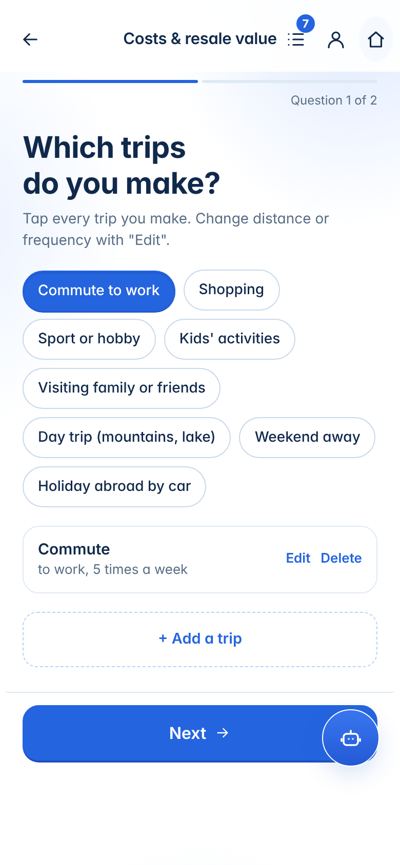 Costs & resale value
7
Question 1 of 2
Which trips
do you make?
Tap every trip you make. Change distance or
frequency with "Edit".
Commute to work
Shopping
Sport or hobby
Kids' activities
Visiting family or friends
Day trip (mountains, lake)
Weekend away
Holiday abroad by car
Commute
to work, 5 times a week
Edit
Delete
+ Add a trip
Next →